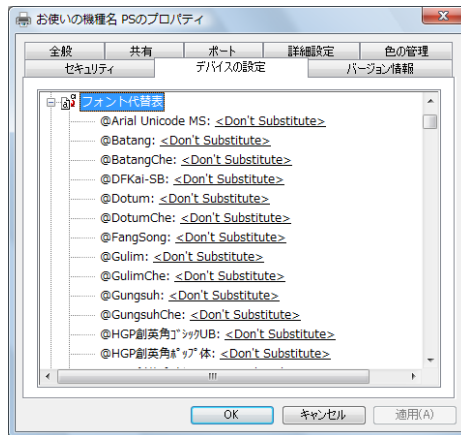 お使いの機種名 PSのプロパティ
全般 共有 ポート 詳細設定 色の管理
セキュリティ デバイスの設定 バージョン情報
フォント代替表
@Arial Unicode MS: <Don't Substitute>
@Batang: <Don't Substitute>
@BatangChe: <Don't Substitute>
@DFKai-SB: <Don't Substitute>
@Dotum: <Don't Substitute>
@DotumChe: <Don't Substitute>
@FangSong: <Don't Substitute>
@Gulim: <Don't Substitute>
@GulimChe: <Don't Substitute>
@Gungsuh: <Don't Substitute>
@GungsuhChe: <Don't Substitute>
@HGP創英角ｺﾞｼｯｸUB: <Don't Substitute>
@HGP創英角ﾎﾟｯﾌﾟ体: <Don't Substitute>
OK キャンセル 適用(A)